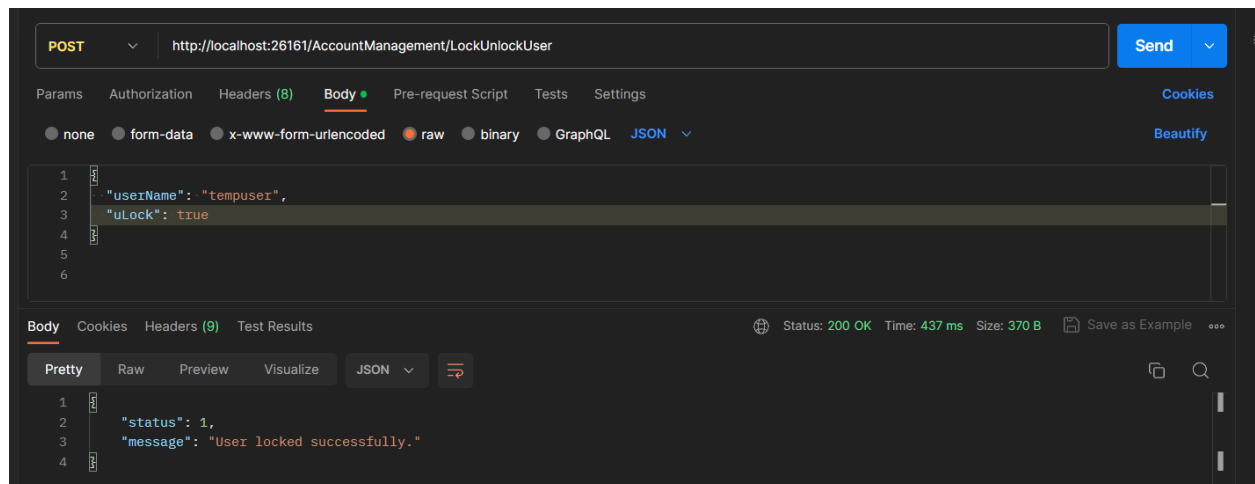 POST http://localhost:26161/AccountManagement/LockUnlockUser Send
Params Authorization Headers (8) Body Pre-request Script Tests Settings Cookies
none form-data x-www-form-urlencoded raw binary GraphQL JSON Beautify
1 {
2 "userName": "tempuser",
3 "uLock": true
4 }
5
6
Body Cookies Headers (9) Test Results Status: 200 OK Time: 437 ms Size: 370 B Save as Example
Pretty Raw Preview Visualize JSON
1 {
2 "status": 1,
3 "message": "User locked successfully."
4 }